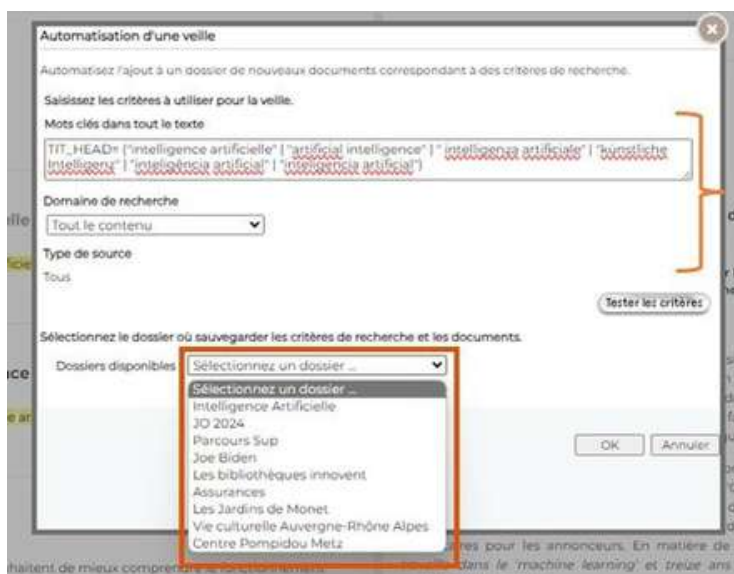 Automatisation d'une veille
Automatisez l'ajout à un dossier de nouveaux documents correspondant à des critères de recherche.
Saisissez les critères à utiliser pour la veille.
Mots clés dans tout le texte
TIT_HEAD= ("intelligence artificielle" | "artificial intelligence" | " intelligenza artificiale" | "künstliche
Intelligenz" | "inteligência artificial" | "inteligencia artificial")
Domaine de recherche
Tout le contenu
Type de source
Tous
Tester les critères
Sélectionnez le dossier où sauvegarder les critères de recherche et les documents.
Dossiers disponibles Sélectionnez un dossier ...
Sélectionnez un dossier ...
Intelligence Artificielle
JO 2024
Parcours Sup
Joe Biden
Les bibliothèques innovent
Assurances
Les Jardins de Monet
Vie culturelle Auvergne-Rhône Alpes
Centre Pompidou Metz
OK Annuler
pour les annonceurs. En matière de
haitent de mieux comprendre le fonctionnement
dans le 'machine learning' et treize ans